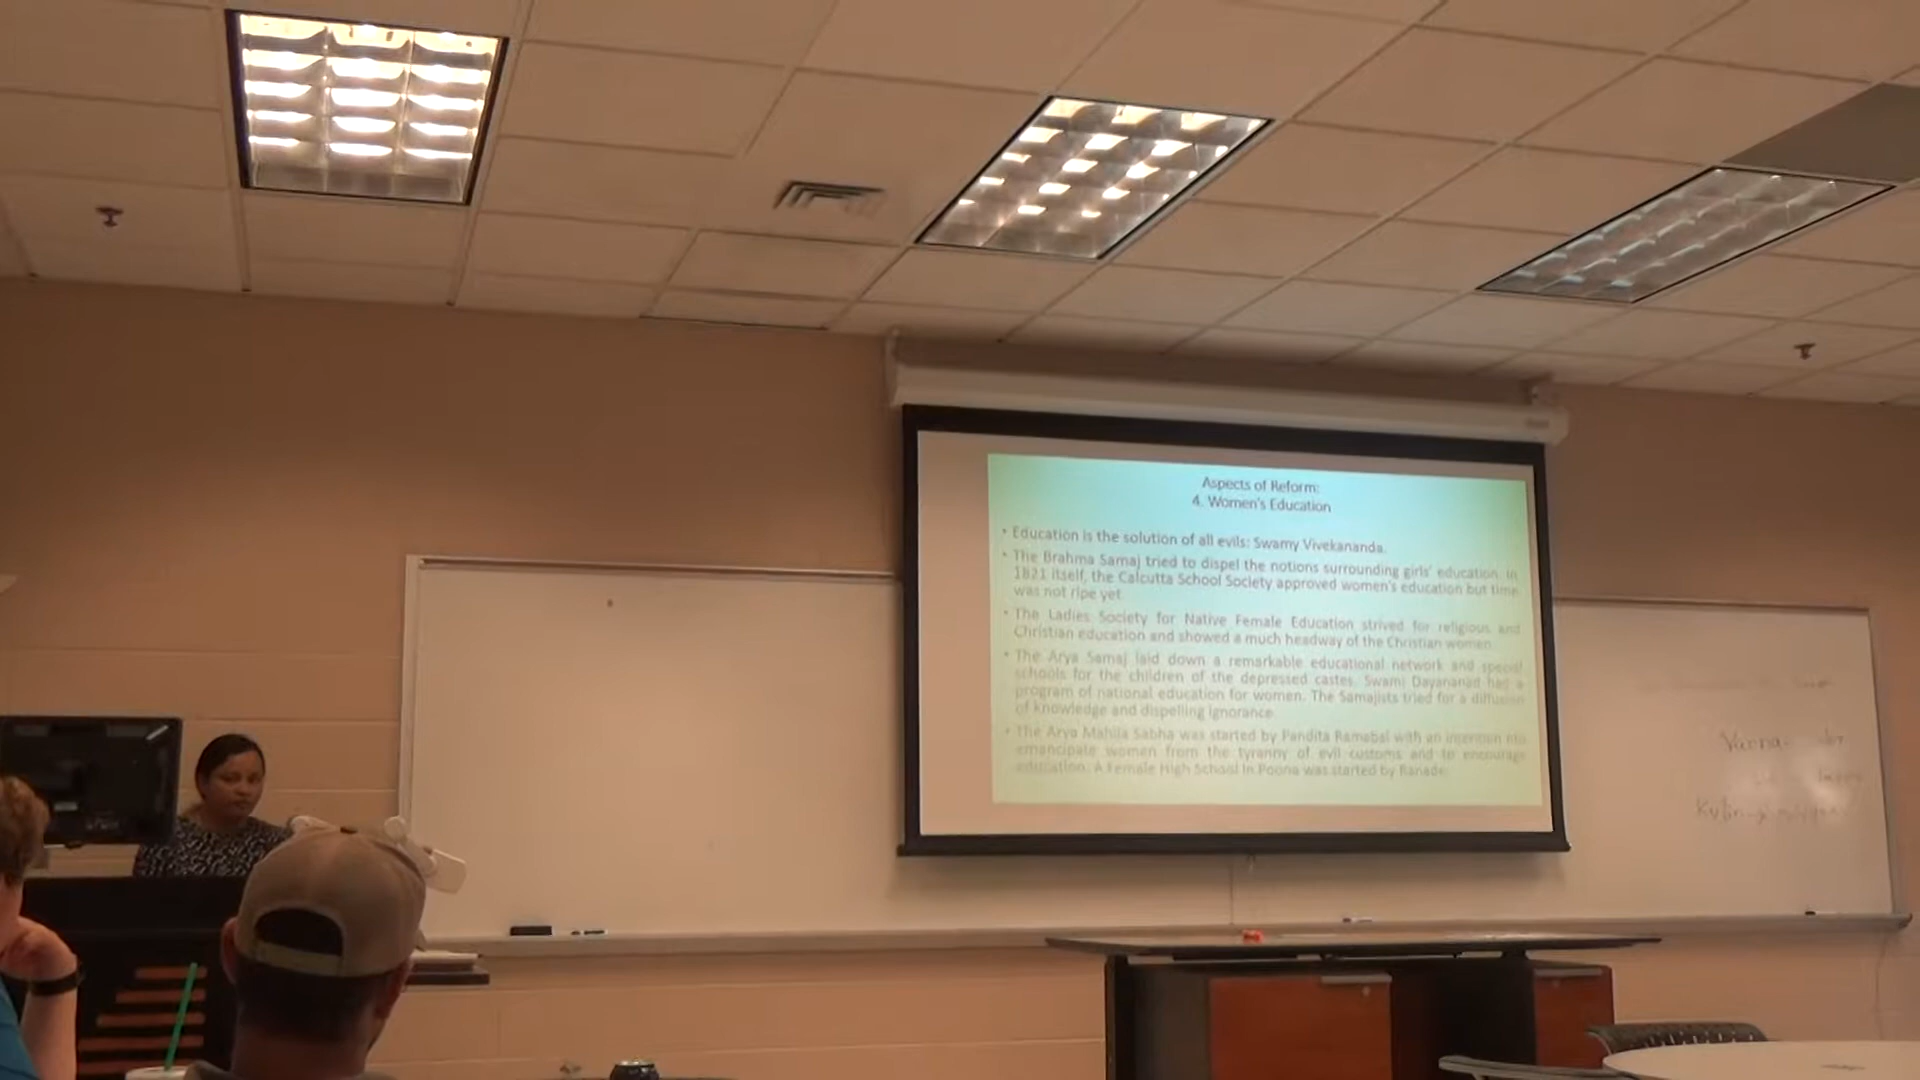 Aspects of Reform:
4. Women's Education
• Education is the solution of all evils: Swamy Vivekananda.
• The Brahma Samaj tried to dispel the notions surrounding girls' education. In
1821 itself, the Calcutta School Society approved women's education but time
was not ripe yet.
• The Ladies Society for Native Female Education strived for religious and
Christian education and showed a much headway of the Christian women.
• The Arya Samaj laid down a remarkable educational network and special
schools for the children of the depressed castes. Swami Dayananad had a
program of national education for women. The Samajists tried for a diffusion
of knowledge and dispelling ignorance.
• The Arya Mahila Sabha was started by Pandita Ramabai with an intention
emancipate women from the tyranny of evil customs and to encourage
education. A Female High School in Poona was started by Ranade.
Varna